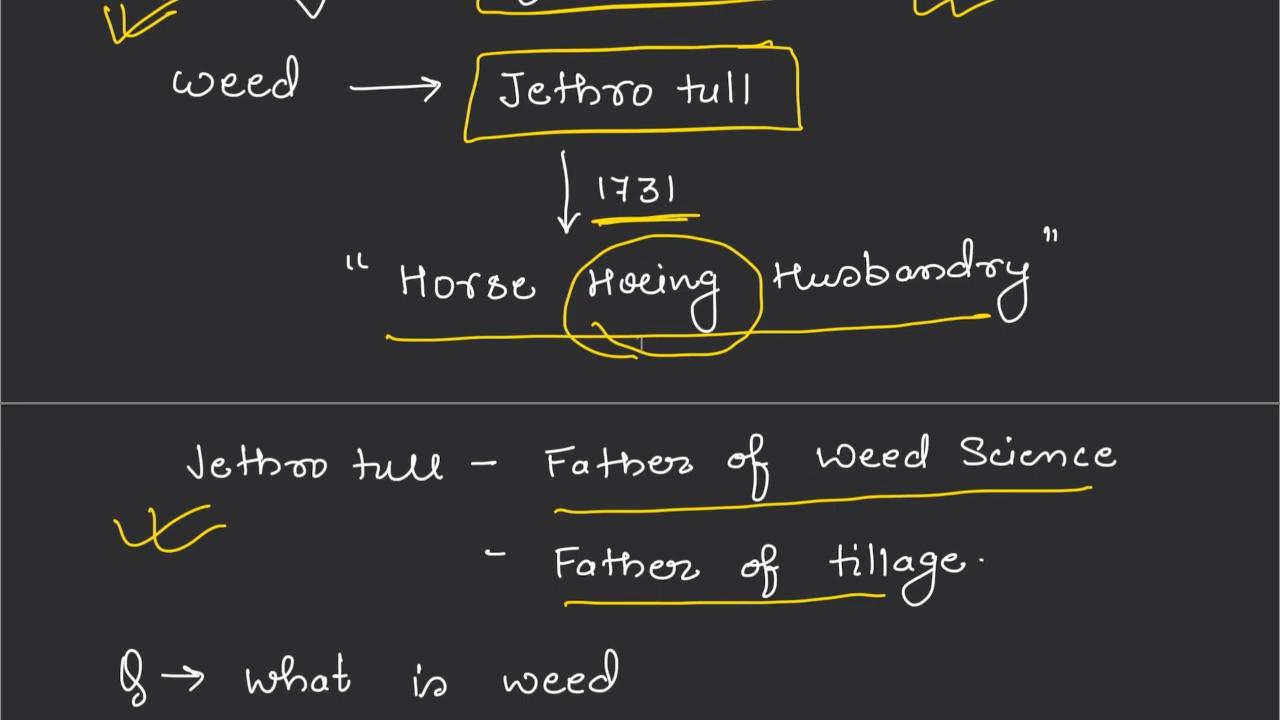 weed → Jethro tull
↓ 1731
“ Horse Hoeing Husbandry ”
Jethro tull - Father of weed Science
- Father of tillage.
Q → what is weed